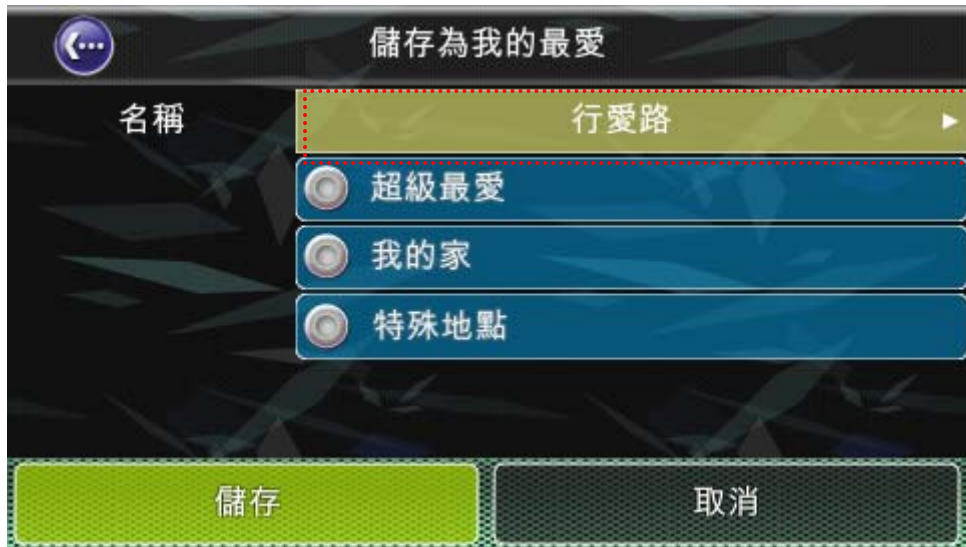 儲存為我的最愛
名稱 行愛路
超級最愛
我的家
特殊地點
儲存 取消